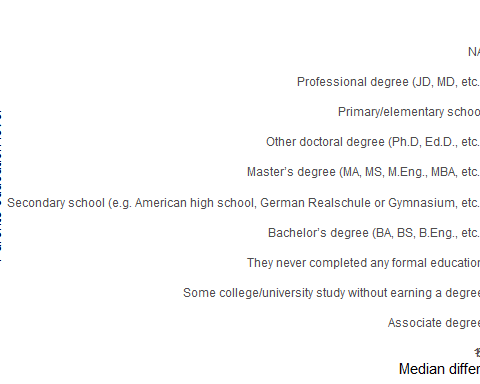 NA
Professional degree (JD, MD, etc.
Primary/elementary schoo
Other doctoral degree (Ph.D, Ed.D., etc.
Master's degree (MA, MS, M.Eng., MBA, etc.
Secondary school (e.g. American high school, German Realschule or Gymnasium, etc.
Bachelor's degree (BA, BS, B.Eng., etc.
They never completed any formal education
Some college/university study without earning a degree
Associate degree
Median differ